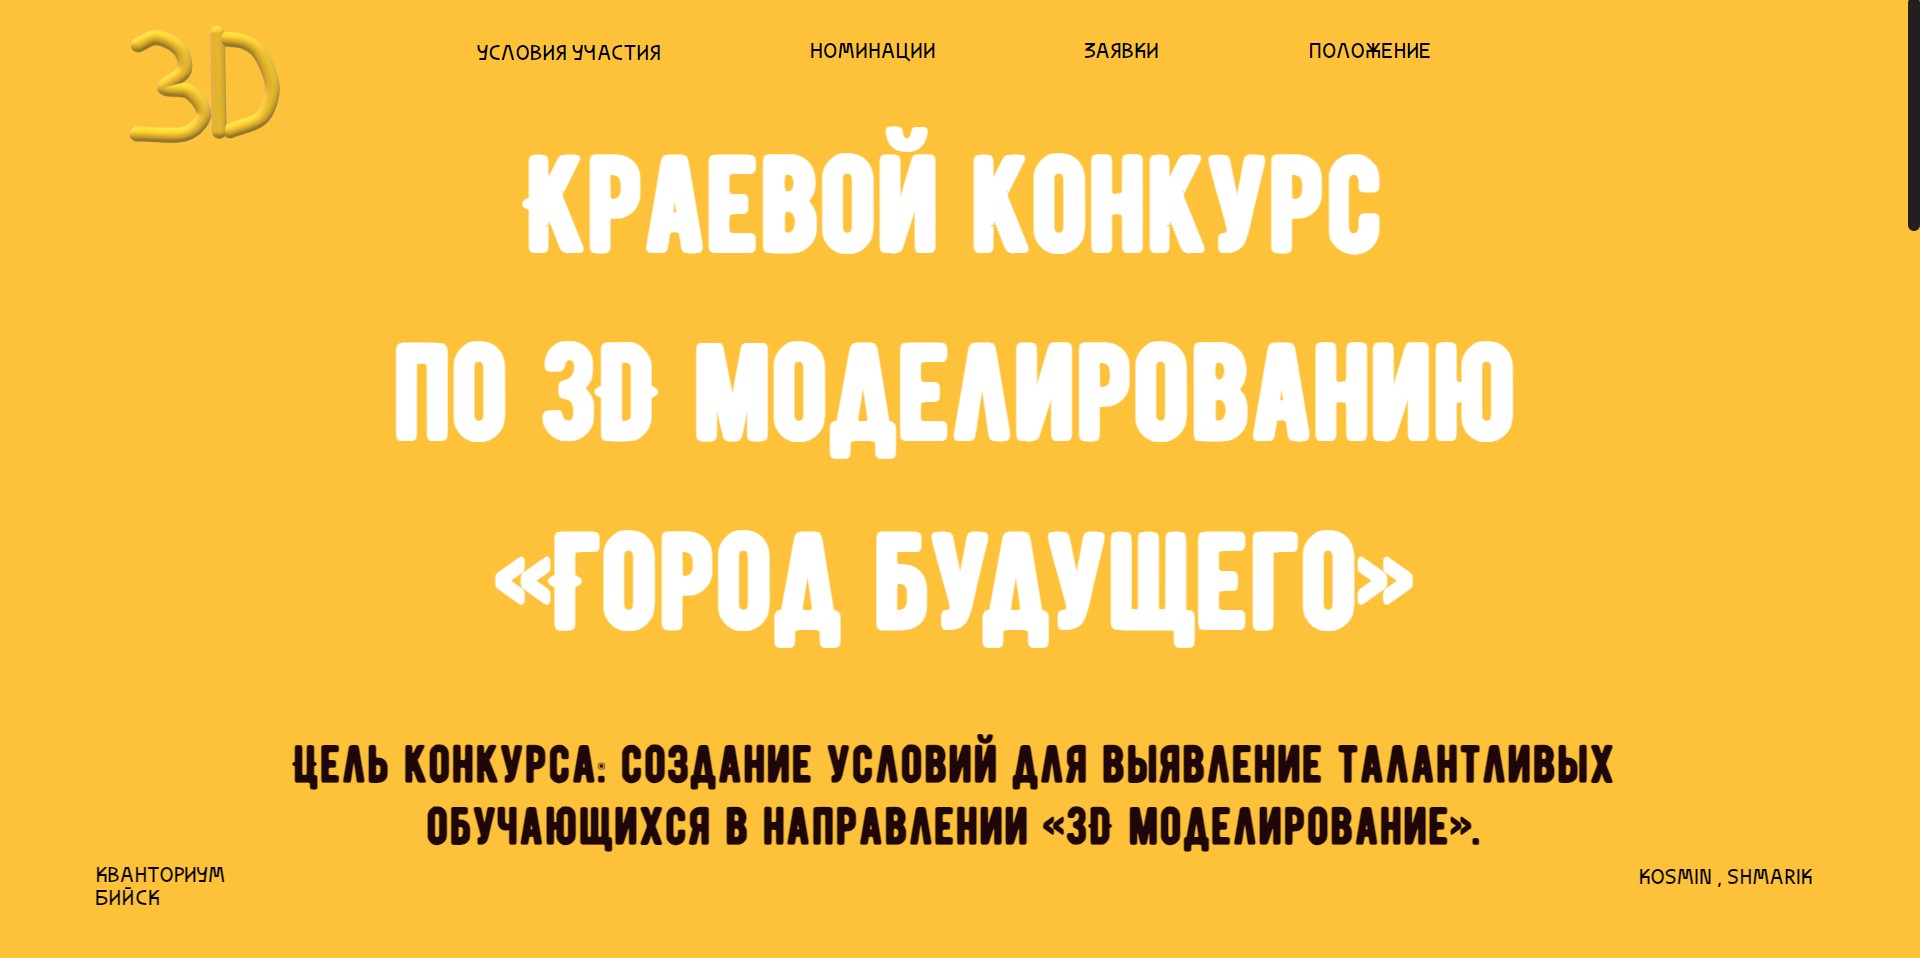 3D
УСЛОВИЯ УЧАСТИЯ
НОМИНАЦИИ
ЗАЯВКИ
ПОЛОЖЕНИЕ
КРАЕВОЙ КОНКУРС
ПО 3D МОДЕЛИРОВАНИЮ
«ГОРОД БУДУЩЕГО»
ЦЕЛЬ КОНКУРСА: СОЗДАНИЕ УСЛОВИЙ ДЛЯ ВЫЯВЛЕНИЕ ТАЛАНТЛИВЫХ
ОБУЧАЮЩИХСЯ В НАПРАВЛЕНИИ «3D МОДЕЛИРОВАНИЕ».
КВАНТОРИУМ
БИЙСК
KOSMIN , SHMARIK